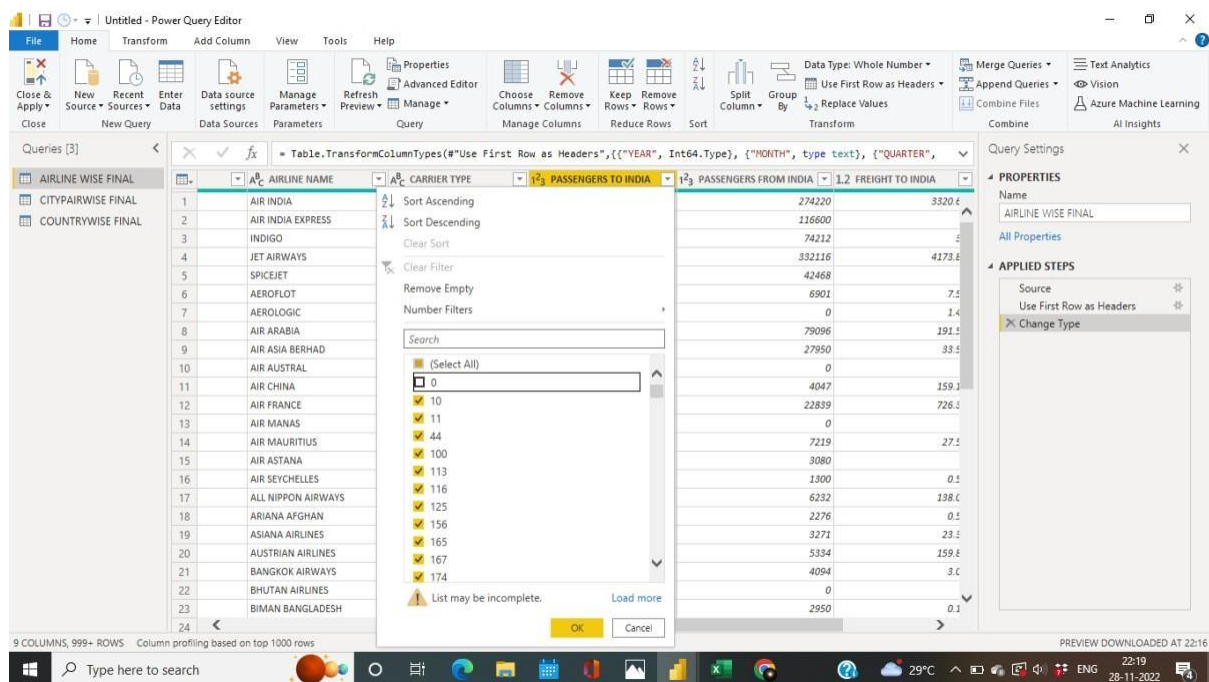 Untitled - Power Query Editor
File Home Transform Add Column View Tools Help
Close & Apply
New Source
Recent Sources
Enter Data
Data source settings
Manage Parameters
Refresh Preview
Properties
Advanced Editor
Manage
Choose Columns
Remove Columns
Keep Rows
Remove Rows
Split Column
Group By
Data Type: Whole Number
Use First Row as Headers
Replace Values
Merge Queries
Append Queries
Combine Files
Text Analytics
Vision
Azure Machine Learning
Close New Query Data Sources Parameters Query Manage Columns Reduce Rows Sort Transform Combine AI Insights
Queries [3]
AIRLINE WISE FINAL
CITYPAIRWISE FINAL
COUNTRYWISE FINAL
fx = Table.TransformColumnTypes(#"Use First Row as Headers",{{"YEAR", Int64.Type}, {"MONTH", type text}, {"QUARTER",
AIRLINE NAME CARRIER TYPE PASSENGERS TO INDIA PASSENGERS FROM INDIA 1.2 FREIGHT TO INDIA
1 AIR INDIA 274220
2 AIR INDIA EXPRESS 116600
3 INDIGO 74212
4 JET AIRWAYS 332116
5 SPICEJET 42468
6 AEROFLOT 6901
7 AEROLOGIC 0
8 AIR ARABIA 79096
9 AIR ASIA BERHAD 27950
10 AIR AUSTRAL 0
11 AIR CHINA 4047
12 AIR FRANCE 22839
13 AIR MANAS 0
14 AIR MAURITIUS 7219
15 AIR ASTANA 3080
16 AIR SEYCHELLES 1300
17 ALL NIPPON AIRWAYS 6232
18 ARIANA AFGHAN 2276
19 ASIANA AIRLINES 3271
20 AUSTRIAN AIRLINES 5334
21 BANGKOK AIRWAYS 4094
22 BHUTAN AIRLINES 0
23 BIMAN BANGLADESH 2950
24
Sort Ascending
Sort Descending
Clear Sort
Clear Filter
Remove Empty
Number Filters
Search
(Select All)
0
10
11
44
100
113
116
125
156
165
167
174
List may be incomplete. Load more
OK Cancel
Query Settings
PROPERTIES
Name
AIRLINE WISE FINAL
All Properties
APPLIED STEPS
Source
Use First Row as Headers
Change Type
9 COLUMNS, 999+ ROWS Column profiling based on top 1000 rows
PREVIEW DOWNLOADED AT 22:16
Type here to search
29°C ENG 22:19
28-11-2022